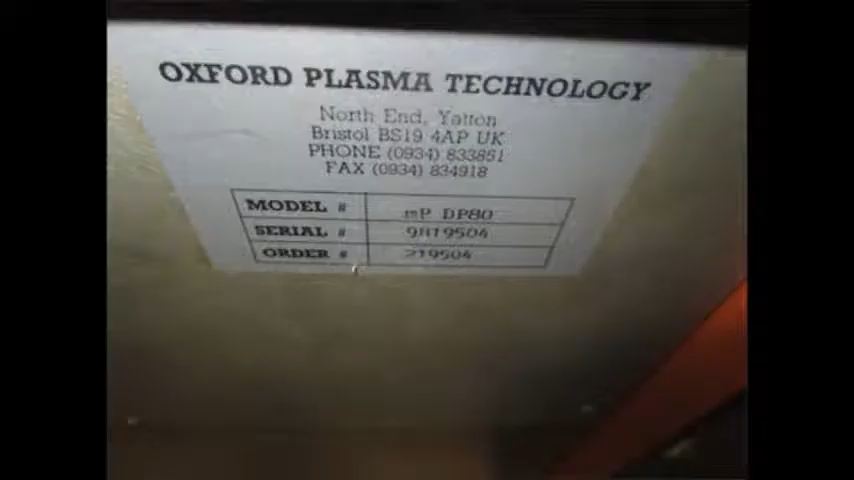 OXFORD PLASMA TECHNOLOGY
North End, Yatton
Bristol BS19 4AP UK
PHONE (0934) 833851
FAX (0934) 834918
MODEL # mP DP80
SERIAL #
ORDER # 219504